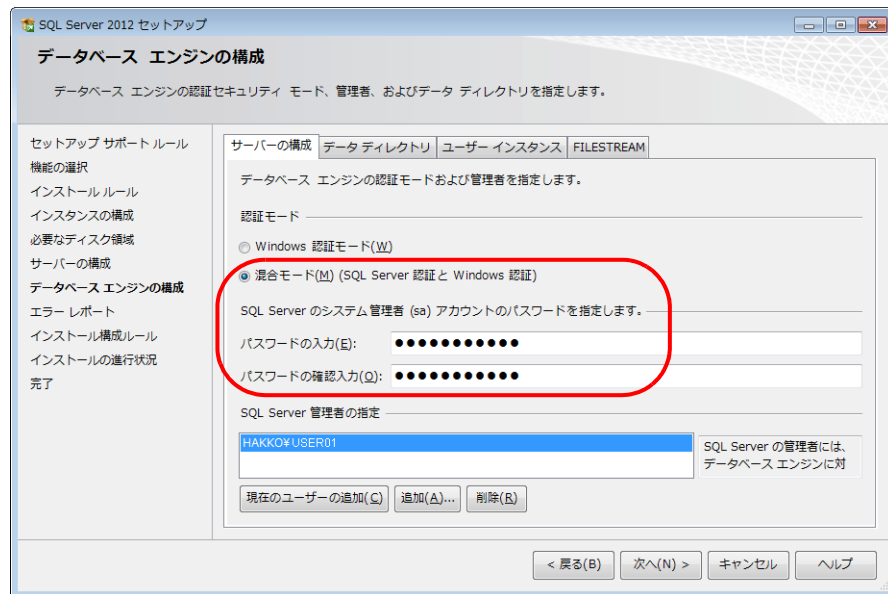 SQL Server 2012 セットアップ
データベース エンジンの構成
データベース エンジンの認証セキュリティ モード、管理者、およびデータ ディレクトリを指定します。
セットアップ サポート ルール
機能の選択
インストール ルール
インスタンスの構成
必要なディスク領域
サーバーの構成
データベース エンジンの構成
エラー レポート
インストール構成ルール
インストールの進行状況
完了
サーバーの構成 データ ディレクトリ ユーザー インスタンス FILESTREAM
データベース エンジンの認証モードおよび管理者を指定します。
認証モード
Windows 認証モード(W)
混合モード(M) (SQL Server 認証と Windows 認証)
SQL Server のシステム管理者 (sa) アカウントのパスワードを指定します。
パスワードの入力(E): ●●●●●●●●●●●
パスワードの確認入力(O): ●●●●●●●●●●●
SQL Server 管理者の指定
HAKKO¥USER01
SQL Server の管理者には、
データベース エンジンに対
現在のユーザーの追加(C) 追加(A)... 削除(R)
< 戻る(B) 次へ(N) > キャンセル ヘルプ